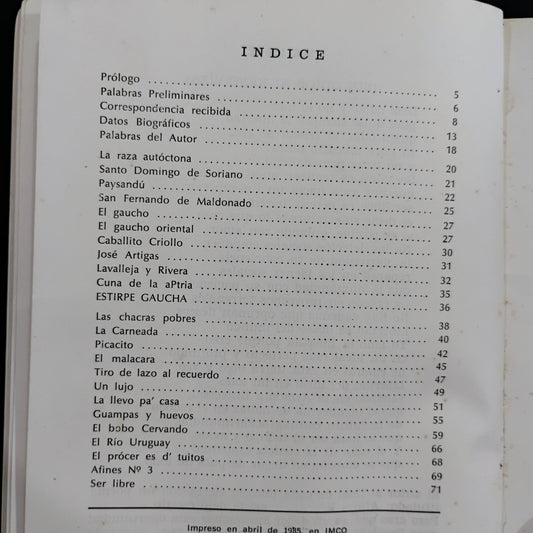 INDICE
Prólogo 5
Palabras Preliminares 6
Correspondencia recibida 8
Datos Biográficos 13
Palabras del Autor 18
La raza autóctona 20
Santo Domingo de Soriano 21
Paysandú 22
San Fernando de Maldonado 25
El gaucho 27
El gaucho oriental 27
Caballito Criollo 30
José Artigas 31
Lavalleja y Rivera 32
Cuna de la aPtria 35
ESTIRPE GAUCHA 36
Las chacras pobres 38
La Carneada 40
Picacito 42
El malacara 45
Tiro de lazo al recuerdo 47
Un lujo 49
La llevo pa' casa 51
Guampas y huevos 55
El bobo Cervando 59
El Río Uruguay 66
El prócer es d' tuitos 68
Afines Nº 3 69
Ser libre 71
Impreso en abril de 1985 en IMCO